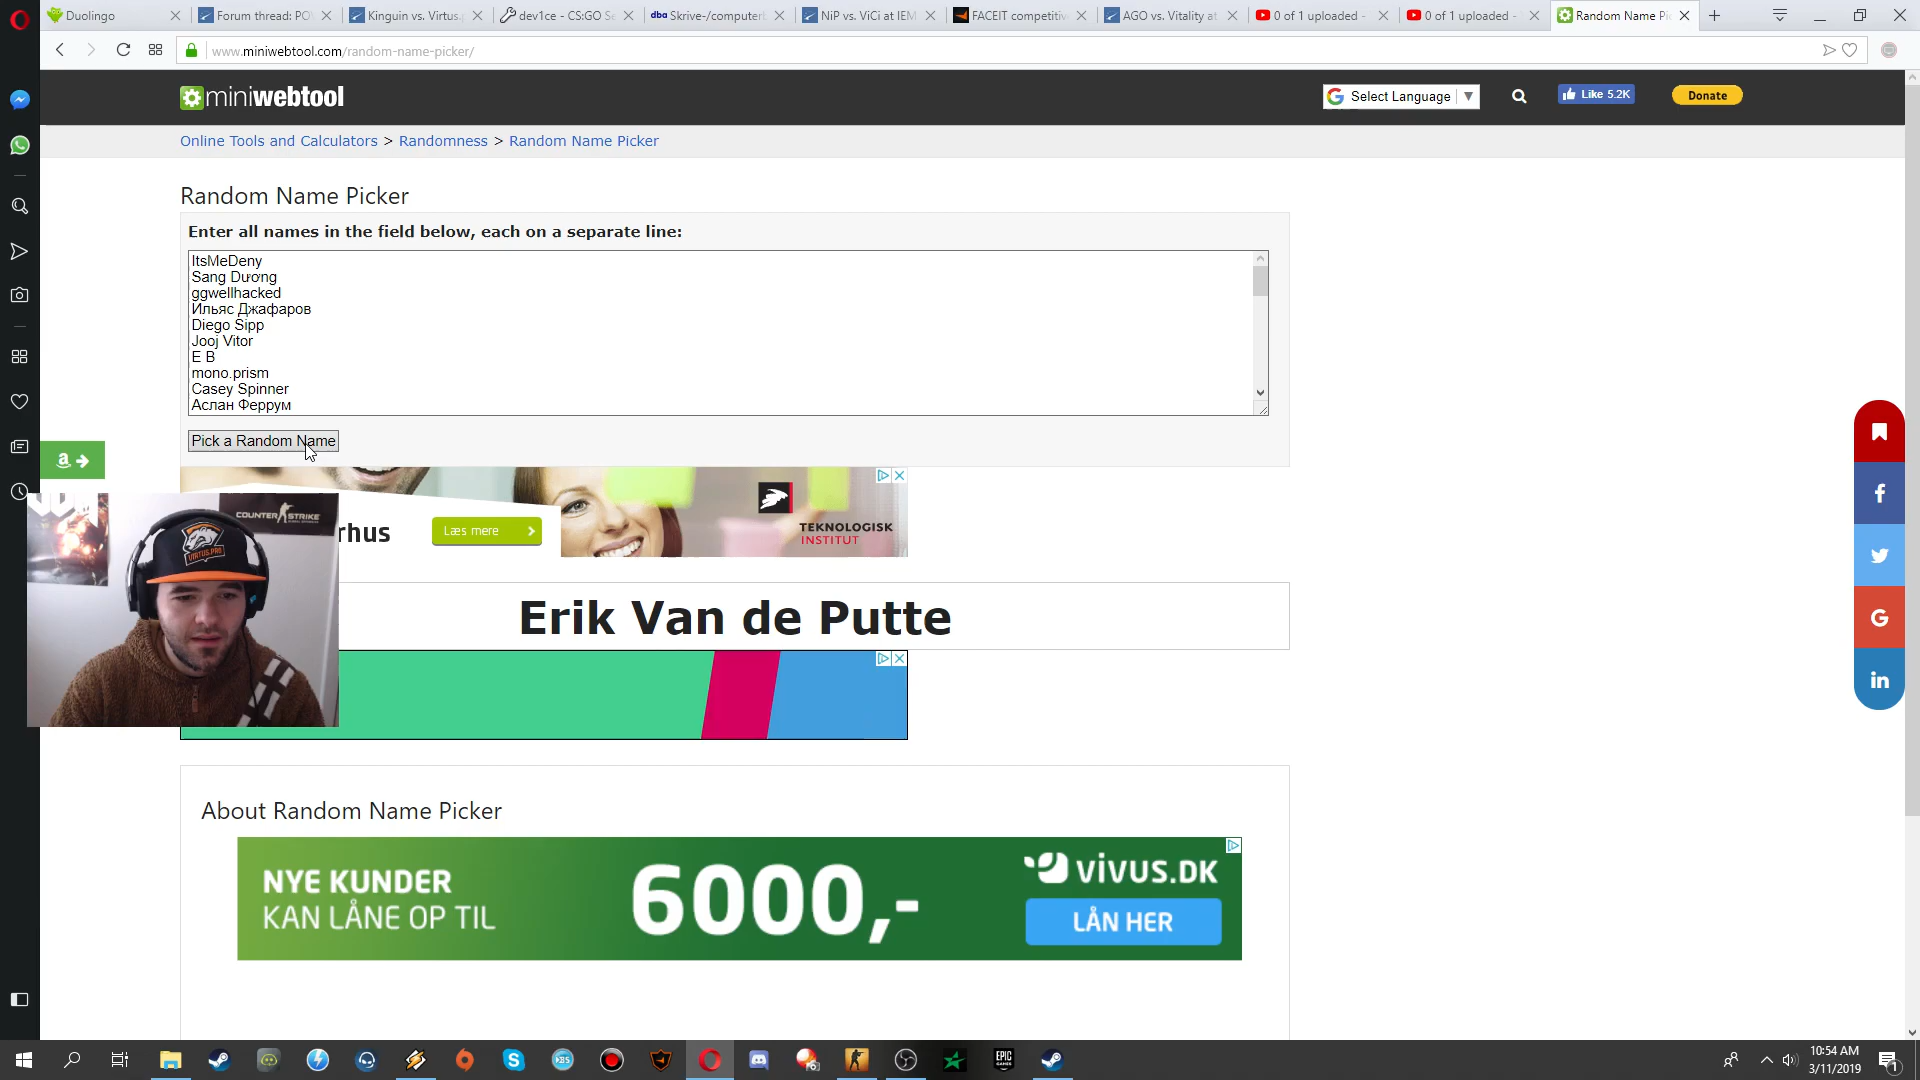 Duolingo
Forum thread: PO
Kinguin vs. Virtus.
dev1ce - CS:GO Se
dba Skrive-/computer
NiP vs. ViCi at IEM
FACEIT competitiv
AGO vs. Vitality at
0 of 1 uploaded -
0 of 1 uploaded -
Random Name Pi
www.miniwebtool.com/random-name-picker/
miniwebtool
Select Language
Like 5.2K
Donate
Online Tools and Calculators > Randomness > Random Name Picker
Random Name Picker
Enter all names in the field below, each on a separate line:
ItsMeDeny
Sang Dương
ggwellhacked
Ильяс Джафаров
Diego Sipp
Jooj Vitor
E B
mono.prism
Casey Spinner
Аслан Феррум
Pick a Random Name
a
rhus
Læs mere
TEKNOLOGISK
INSTITUT
COUNTER STRIKE
VIRTUS.PRO
Erik Van de Putte
About Random Name Picker
NYE KUNDER
KAN LÅNE OP TIL
6000,-
VIVUS.DK
LÅN HER
EPIC
GAMES
10:54 AM
3/11/2019
1